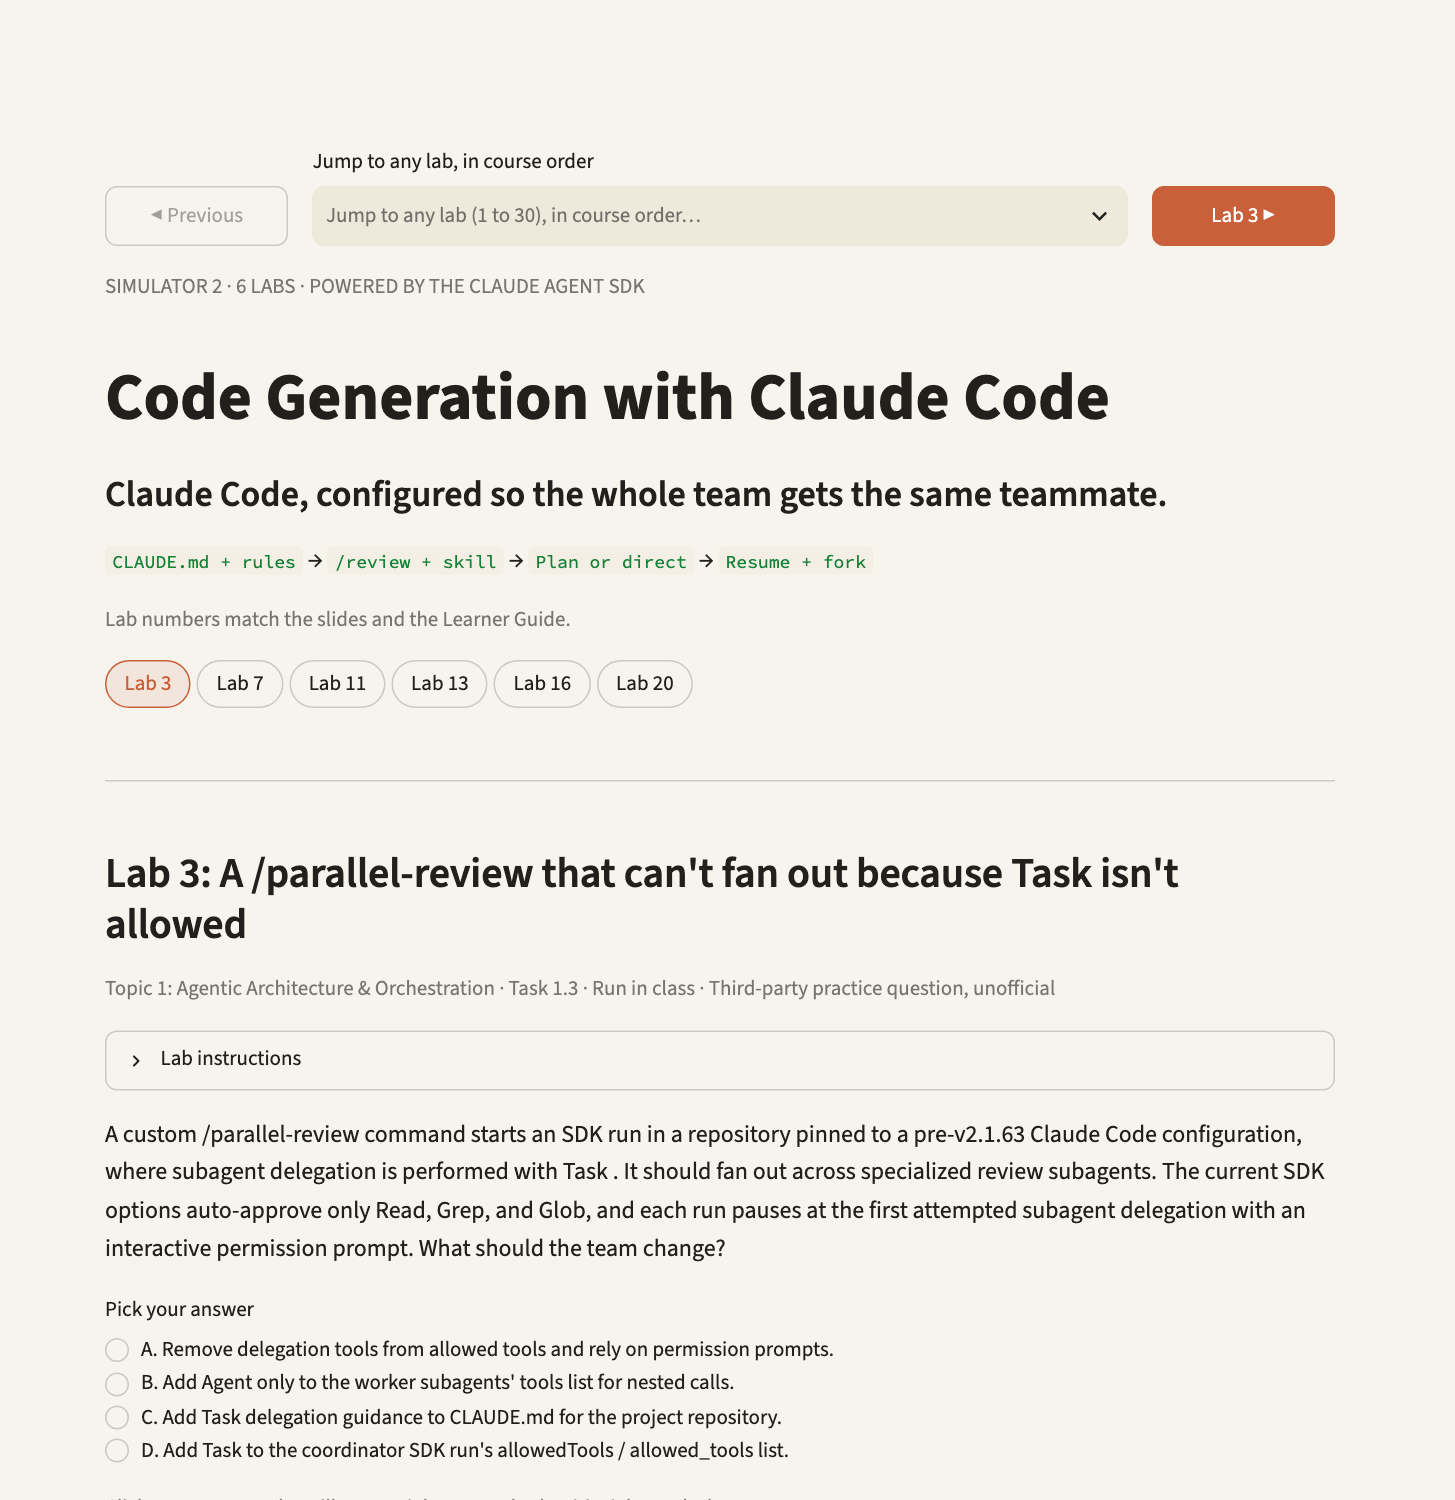 Jump to any lab, in course order
◀ Previous
Jump to any lab (1 to 30), in course order…
Lab 3 ▶
SIMULATOR 2 · 6 LABS · POWERED BY THE CLAUDE AGENT SDK
Code Generation with Claude Code
Claude Code, configured so the whole team gets the same teammate.
CLAUDE.md + rules → /review + skill → Plan or direct → Resume + fork
Lab numbers match the slides and the Learner Guide.
Lab 3 Lab 7 Lab 11 Lab 13 Lab 16 Lab 20
Lab 3: A /parallel-review that can't fan out because Task isn't
allowed
Topic 1: Agentic Architecture & Orchestration · Task 1.3 · Run in class · Third-party practice question, unofficial
Lab instructions
A custom /parallel-review command starts an SDK run in a repository pinned to a pre-v2.1.63 Claude Code configuration,
where subagent delegation is performed with Task . It should fan out across specialized review subagents. The current SDK
options auto-approve only Read, Grep, and Glob, and each run pauses at the first attempted subagent delegation with an
interactive permission prompt. What should the team change?
Pick your answer
A. Remove delegation tools from allowed tools and rely on permission prompts.
B. Add Agent only to the worker subagents' tools list for nested calls.
C. Add Task delegation guidance to CLAUDE.md for the project repository.
D. Add Task to the coordinator SDK run's allowedTools / allowed_tools list.